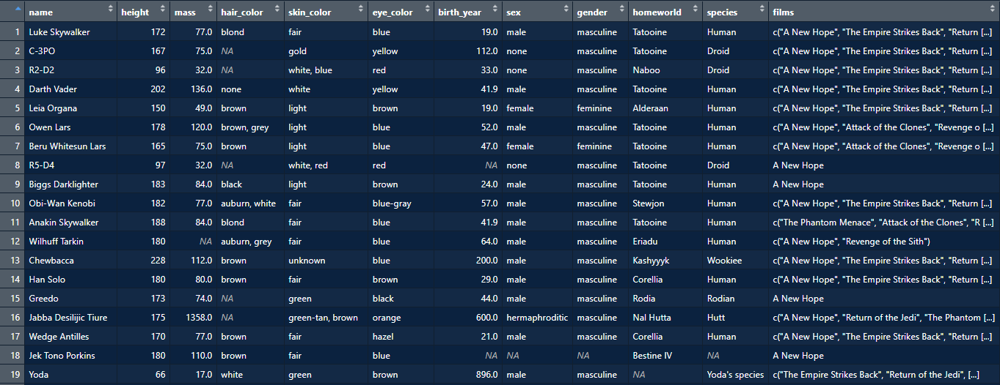 name height mass hair_color skin_color eye_color birth_year sex gender homeworld species films
1 Luke Skywalker 172 77.0 blond fair blue 19.0 male masculine Tatooine Human c("A New Hope", "The Empire Strikes Back", "Return [...]
2 C-3PO 167 75.0 NA gold yellow 112.0 none masculine Tatooine Droid c("A New Hope", "The Empire Strikes Back", "Return [...]
3 R2-D2 96 32.0 NA white, blue red 33.0 none masculine Naboo Droid c("A New Hope", "The Empire Strikes Back", "Return [...]
4 Darth Vader 202 136.0 none white yellow 41.9 male masculine Tatooine Human c("A New Hope", "The Empire Strikes Back", "Return [...]
5 Leia Organa 150 49.0 brown light brown 19.0 female feminine Alderaan Human c("A New Hope", "The Empire Strikes Back", "Return [...]
6 Owen Lars 178 120.0 brown, grey light blue 52.0 male masculine Tatooine Human c("A New Hope", "Attack of the Clones", "Revenge o [...]
7 Beru Whitesun Lars 165 75.0 brown light blue 47.0 female feminine Tatooine Human c("A New Hope", "Attack of the Clones", "Revenge o [...]
8 R5-D4 97 32.0 NA white, red red NA none masculine Tatooine Droid A New Hope
9 Biggs Darklighter 183 84.0 black light brown 24.0 male masculine Tatooine Human A New Hope
10 Obi-Wan Kenobi 182 77.0 auburn, white fair blue-gray 57.0 male masculine Stewjon Human c("A New Hope", "The Empire Strikes Back", "Return [...]
11 Anakin Skywalker 188 84.0 blond fair blue 41.9 male masculine Tatooine Human c("The Phantom Menace", "Attack of the Clones", "R [...]
12 Wilhuff Tarkin 180 NA auburn, grey fair blue 64.0 male masculine Eriadu Human c("A New Hope", "Revenge of the Sith")
13 Chewbacca 228 112.0 brown unknown blue 200.0 male masculine Kashyyyk Wookiee c("A New Hope", "The Empire Strikes Back", "Return [...]
14 Han Solo 180 80.0 brown fair brown 29.0 male masculine Corellia Human c("A New Hope", "The Empire Strikes Back", "Return [...]
15 Greedo 173 74.0 NA green black 44.0 male masculine Rodia Rodian A New Hope
16 Jabba Desilijic Tiure 175 1358.0 NA green-tan, brown orange 600.0 hermaphroditic masculine Nal Hutta Hutt c("A New Hope", "Return of the Jedi", "The Phantom [...]
17 Wedge Antilles 170 77.0 brown fair hazel 21.0 male masculine Corellia Human c("A New Hope", "The Empire Strikes Back", "Return [...]
18 Jek Tono Porkins 180 110.0 brown fair blue NA NA NA Bestine IV NA A New Hope
19 Yoda 66 17.0 white green brown 896.0 male masculine NA Yoda's species c("The Empire Strikes Back", "Return of the Jedi", [...]